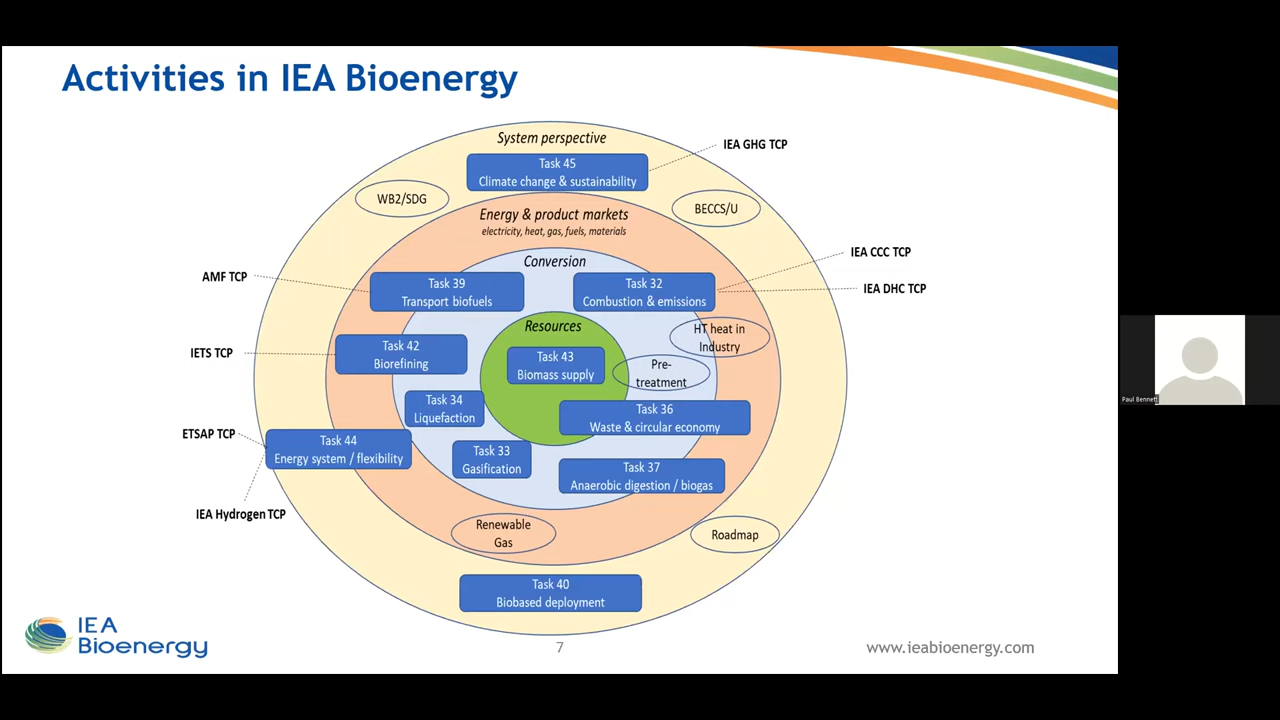 Activities in IEA Bioenergy
System perspective
Task 45
Climate change & sustainability
IEA GHG TCP
WB2/SDG
BECCS/U
Energy & product markets
electricity, heat, gas, fuels, materials
Conversion
IEA CCC TCP
AMF TCP
Task 39
Transport biofuels
Task 32
Combustion & emissions
IEA DHC TCP
Resources
HT heat in
Industry
IETS TCP
Task 42
Biorefining
Task 43
Biomass supply
Pre-
treatment
Task 34
Liquefaction
Task 36
Waste & circular economy
ETSAP TCP
Task 44
Energy system / flexibility
Task 33
Gasification
Task 37
Anaerobic digestion / biogas
IEA Hydrogen TCP
Renewable
Gas
Roadmap
Task 40
Biobased deployment
IEA
Bioenergy
7
www.ieabioenergy.com
Paul Bennett